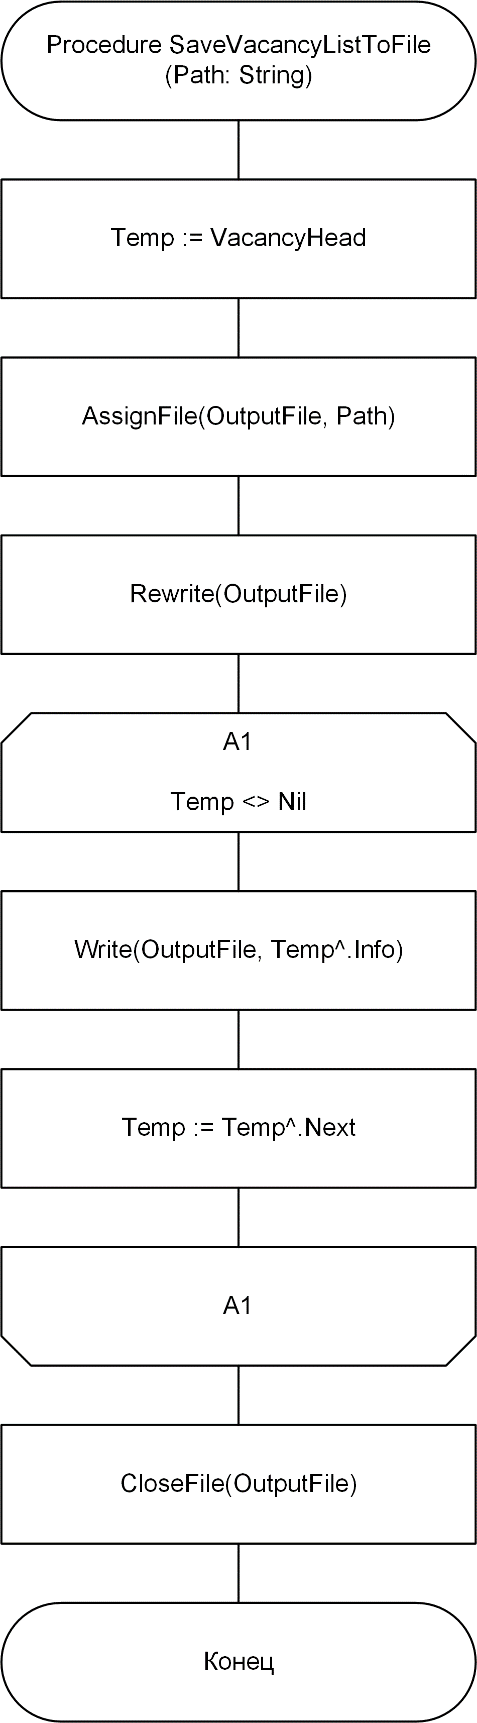 Procedure SaveVacancyListToFile
(Path: String)
Temp := VacancyHead
AssignFile(OutputFile, Path)
Rewrite(OutputFile)
A1
Temp <> Nil
Write(OutputFile, Temp^.Info)
Temp := Temp^.Next
A1
CloseFile(OutputFile)
Конец